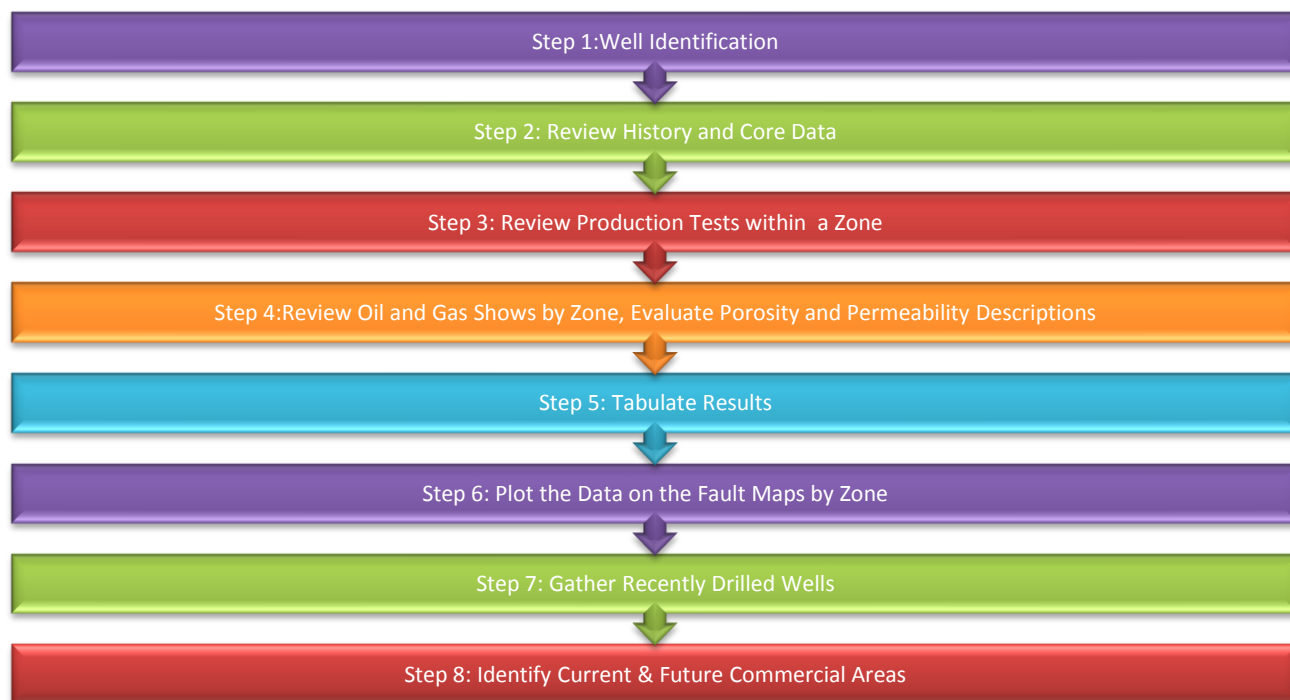 Step 1:Well Identification
Step 2: Review History and Core Data
Step 3: Review Production Tests within  a Zone
Step 4:Review Oil and Gas Shows by Zone, Evaluate Porosity and Permeability Descriptions
Step 5: Tabulate Results
Step 6: Plot the Data on the Fault Maps by Zone
Step 7: Gather Recently Drilled Wells
Step 8: Identify Current & Future Commercial Areas